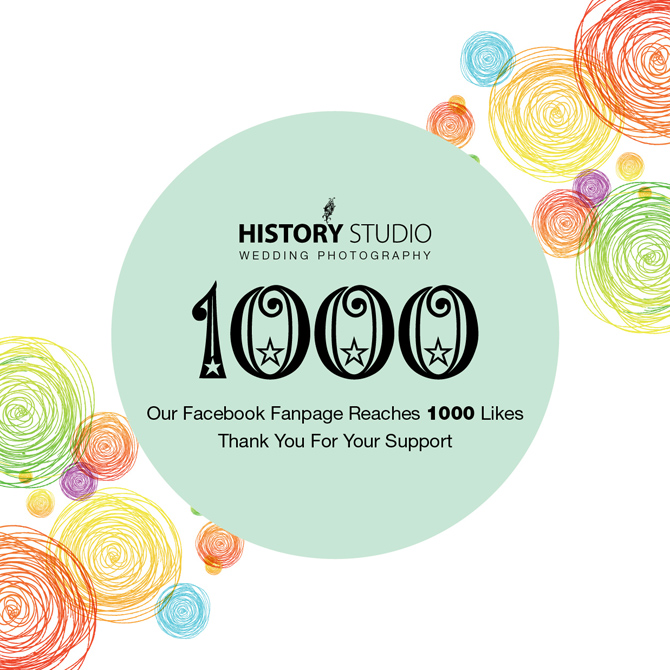 HISTORY STUDIO
WEDDING PHOTOGRAPHY
1000
Our Facebook Fanpage Reaches 1000 Likes
Thank You For Your Support